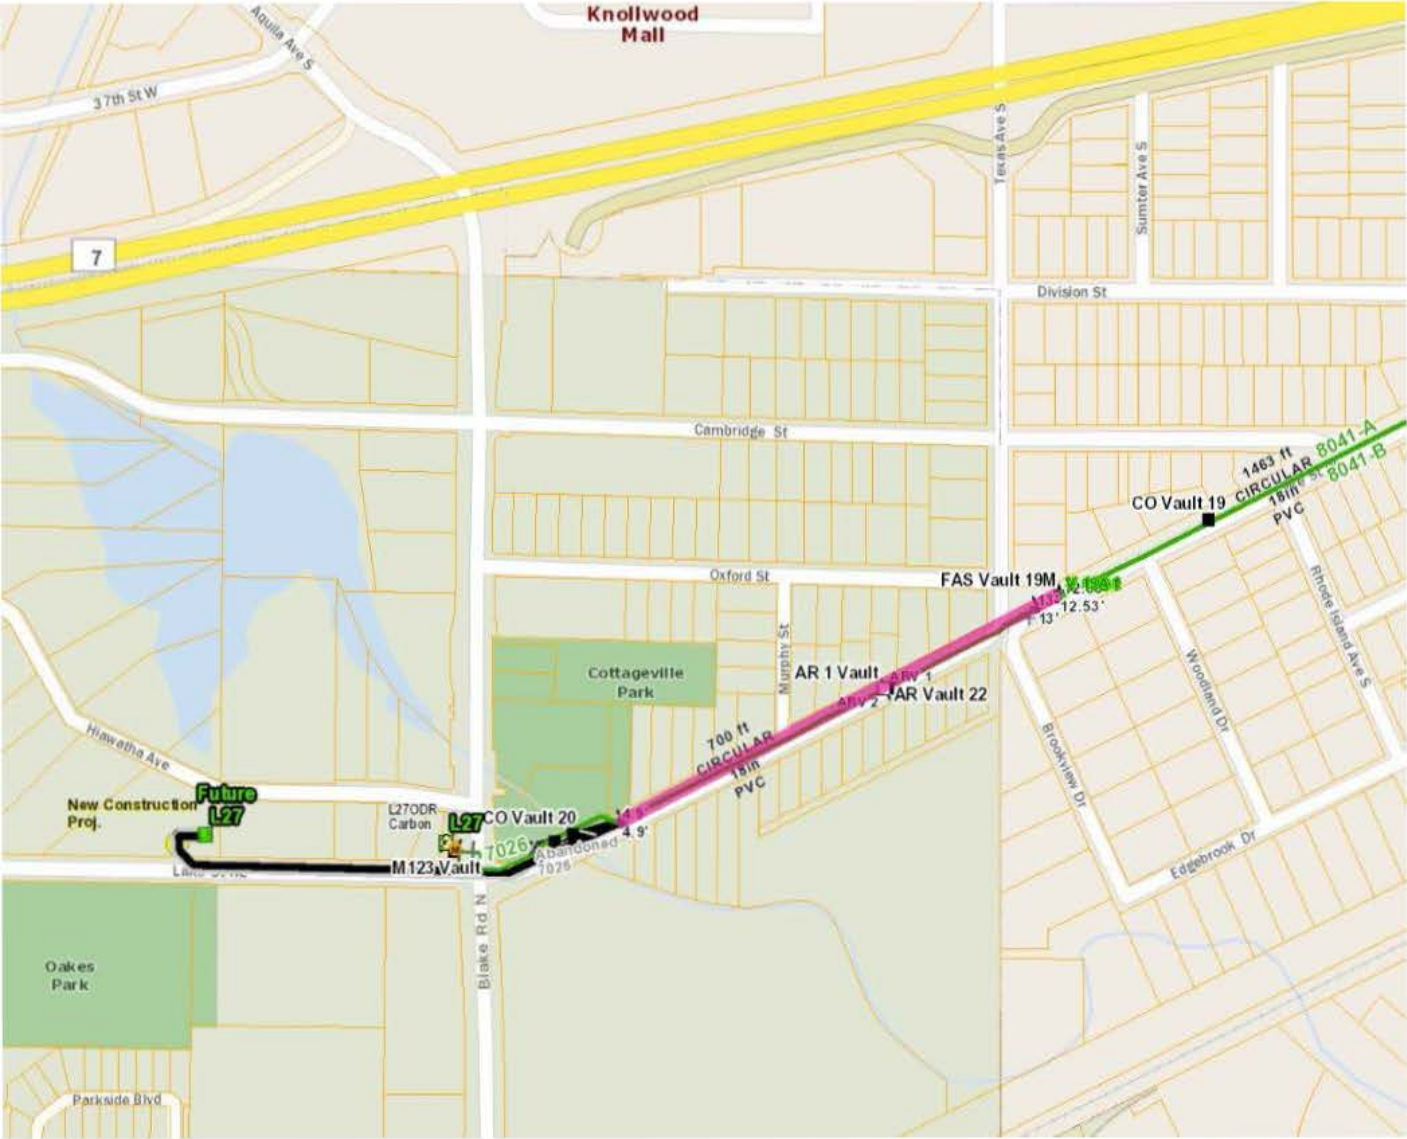 Knollwood
Mall
Aquila Ave S
37th St W
Texas Ave S
Sumter Ave S
7
Division St
Cambridge St
1463 ft
CIRCULAR
18in
PVC
8041-A
8041-B
CO Vault 19
Oxford St
FAS Vault 19M
12.53'
13'
Rhode Island Ave S
Murphy St
Cottageville
Park
AR 1 Vault
ARV 1
ARV 2
AR Vault 22
Woodland Dr
Brookview Dr
700 ft
CIRCULAR
18in
PVC
Hiawatha Ave
Future
L27
New Construction
Proj.
L27ODR
Carbon
L27
CO Vault 20
4.9'
7026
Abandoned
7026
M123 Vault
Edgebrook Dr
Blake Rd N
Oakes
Park
Parkside Blvd